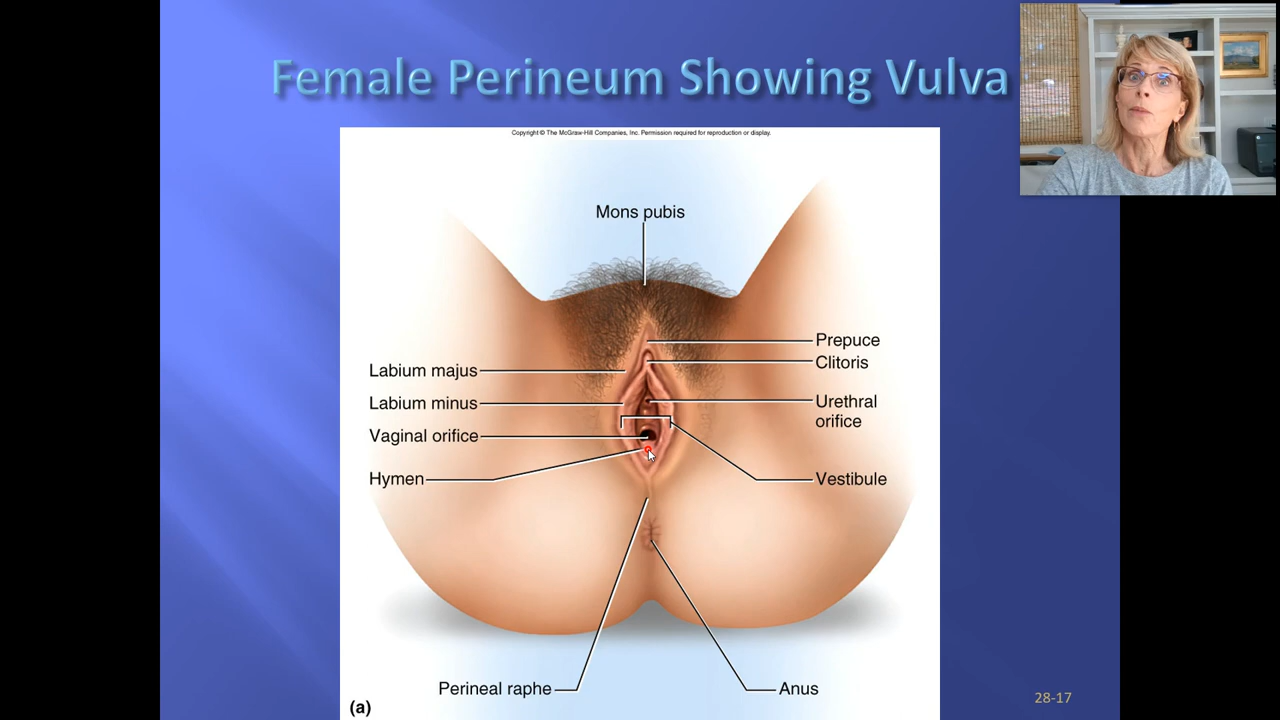 Female Perineum Showing Vulva
Copyright © The McGraw-Hill Companies, Inc. Permission required for reproduction or display.
Mons pubis
Prepuce
Clitoris
Labium majus
Labium minus
Urethral
orifice
Vaginal orifice
Hymen
Vestibule
Perineal raphe
Anus
(a)
28-17